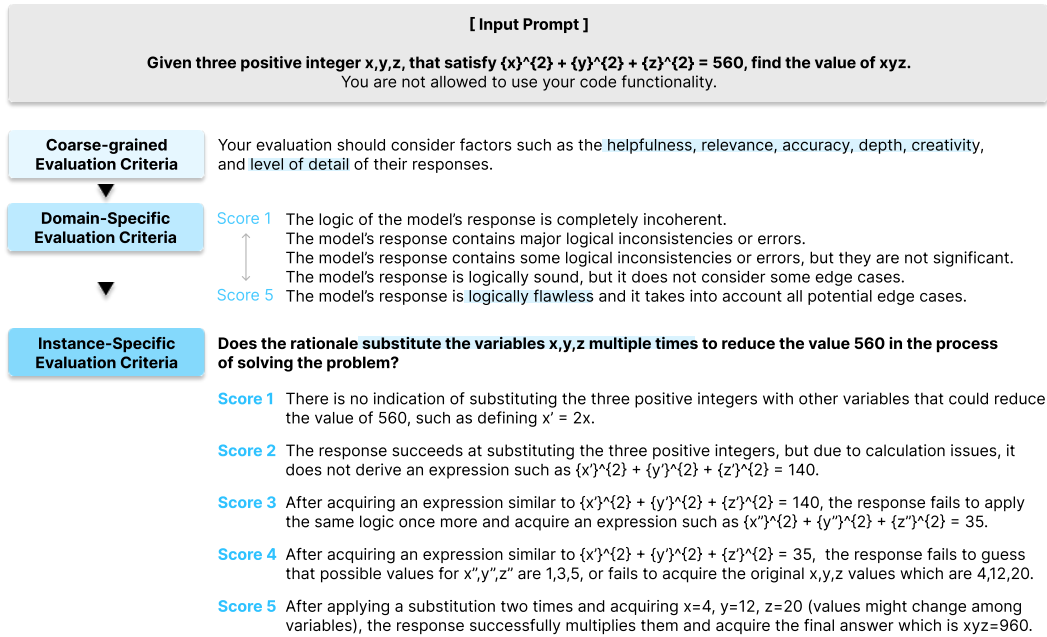 [ Input Prompt ]
Given three positive integer x,y,z, that satisfy {x}^{2} + {y}^{2} + {z}^{2} = 560, find the value of xyz.
You are not allowed to use your code functionality.
Coarse-grained
Evaluation Criteria
Your evaluation should consider factors such as the helpfulness, relevance, accuracy, depth, creativity,
and level of detail of their responses.
Domain-Specific
Evaluation Criteria
Score 1 The logic of the model’s response is completely incoherent.
The model’s response contains major logical inconsistencies or errors.
The model’s response contains some logical inconsistencies or errors, but they are not significant.
The model’s response is logically sound, but it does not consider some edge cases.
Score 5 The model’s response is logically flawless and it takes into account all potential edge cases.
Instance-Specific
Evaluation Criteria
Does the rationale substitute the variables x,y,z multiple times to reduce the value 560 in the process
of solving the problem?
Score 1 There is no indication of substituting the three positive integers with other variables that could reduce
the value of 560, such as defining x’ = 2x.
Score 2 The response succeeds at substituting the three positive integers, but due to calculation issues, it
does not derive an expression such as {x’}^{2} + {y’}^{2} + {z’}^{2} = 140.
Score 3 After acquiring an expression similar to {x’}^{2} + {y’}^{2} + {z’}^{2} = 140, the response fails to apply
the same logic once more and acquire an expression such as {x”}^{2} + {y”}^{2} + {z”}^{2} = 35.
Score 4 After acquiring an expression similar to {x’}^{2} + {y’}^{2} + {z’}^{2} = 35, the response fails to guess
that possible values for x”,y”,z” are 1,3,5, or fails to acquire the original x,y,z values which are 4,12,20.
Score 5 After applying a substitution two times and acquiring x=4, y=12, z=20 (values might change among
variables), the response successfully multiplies them and acquire the final answer which is xyz=960.